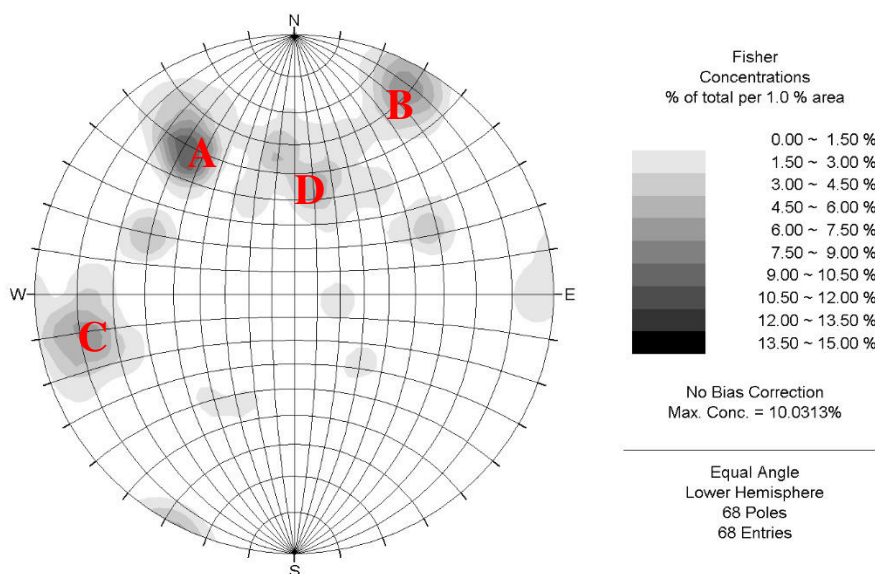 N
B
A
D
W
E
C
S
Fisher
Concentrations
% of total per 1.0 % area
0.00 ~ 1.50 %
1.50 ~ 3.00 %
3.00 ~ 4.50 %
4.50 ~ 6.00 %
6.00 ~ 7.50 %
7.50 ~ 9.00 %
9.00 ~ 10.50 %
10.50 ~ 12.00 %
12.00 ~ 13.50 %
13.50 ~ 15.00 %
No Bias Correction
Max. Conc. = 10.0313%
Equal Angle
Lower Hemisphere
68 Poles
68 Entries